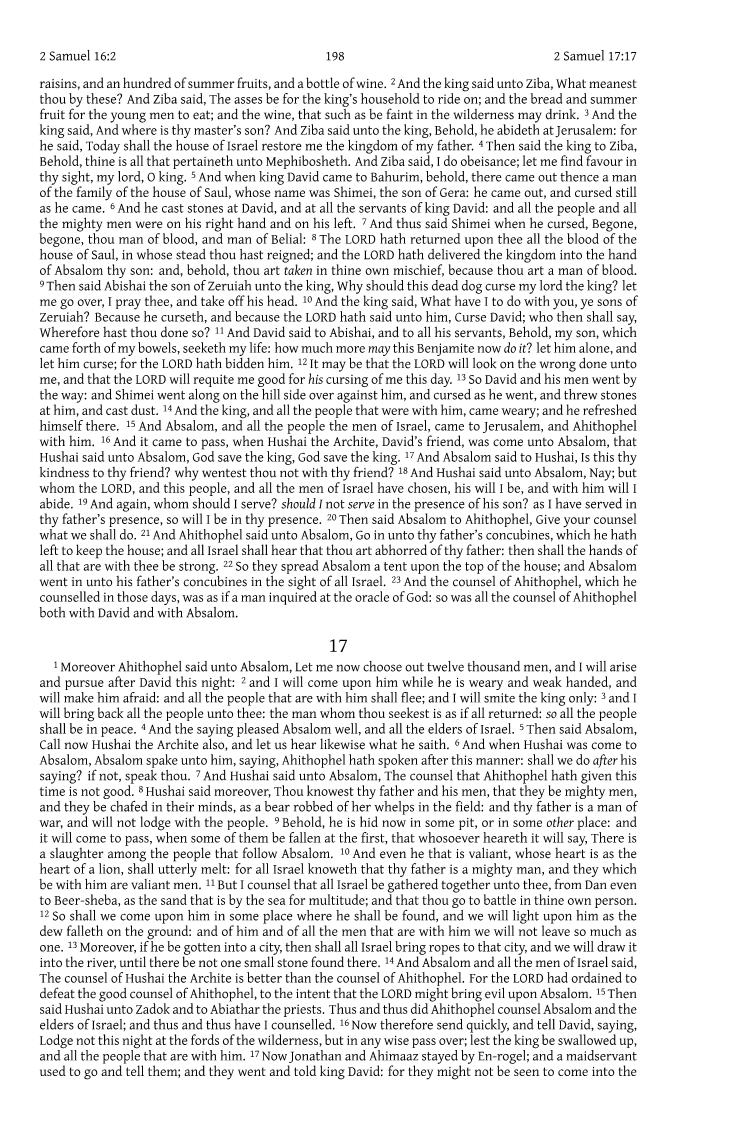 2 Samuel 16:2 198 2 Samuel 17:17
raisins, and an hundred of summer fruits, and a bottle of wine. 2 And the king said unto Ziba, What meanest
thou by these? And Ziba said, The asses be for the king's household to ride on; and the bread and summer
fruit for the young men to eat; and the wine, that such as be faint in the wilderness may drink. 3 And the
king said, And where is thy master's son? And Ziba said unto the king, Behold, he abideth at Jerusalem: for
he said, Today shall the house of Israel restore me the kingdom of my father. 4 Then said the king to Ziba,
Behold, thine is all that pertaineth unto Mephibosheth. And Ziba said, I do obeisance; let me find favour in
thy sight, my lord, O king. 5 And when king David came to Bahurim, behold, there came out thence a man
of the family of the house of Saul, whose name was Shimei, the son of Gera: he came out, and cursed still
as he came. 6 And he cast stones at David, and at all the servants of king David: and all the people and all
the mighty men were on his right hand and on his left. 7 And thus said Shimei when he cursed, Begone,
begone, thou man of blood, and man of Belial: 8 The LORD hath returned upon thee all the blood of the
house of Saul, in whose stead thou hast reigned; and the LORD hath delivered the kingdom into the hand
of Absalom thy son: and, behold, thou art taken in thine own mischief, because thou art a man of blood.
9 Then said Abishai the son of Zeruiah unto the king, Why should this dead dog curse my lord the king? let
me go over, I pray thee, and take off his head. 10 And the king said, What have I to do with you, ye sons of
Zeruiah? Because he curseth, and because the LORD hath said unto him, Curse David; who then shall say,
Wherefore hast thou done so? 11 And David said to Abishai, and to all his servants, Behold, my son, which
came forth of my bowels, seeketh my life: how much more may this Benjamite now do it? let him alone, and
let him curse; for the LORD hath bidden him. 12 It may be that the LORD will look on the wrong done unto
me, and that the LORD will requite me good for his cursing of me this day. 13 So David and his men went by
the way: and Shimei went along on the hill side over against him, and cursed as he went, and threw stones
at him, and cast dust. 14 And the king, and all the people that were with him, came weary; and he refreshed
himself there. 15 And Absalom, and all the people the men of Israel, came to Jerusalem, and Ahithophel
with him. 16 And it came to pass, when Hushai the Archite, David's friend, was come unto Absalom, that
Hushai said unto Absalom, God save the king, God save the king. 17 And Absalom said to Hushai, Is this thy
kindness to thy friend? why wentest thou not with thy friend? 18 And Hushai said unto Absalom, Nay; but
whom the LORD, and this people, and all the men of Israel have chosen, his will I be, and with him will I
abide. 19 And again, whom should I serve? should I not serve in the presence of his son? as I have served in
thy father's presence, so will I be in thy presence. 20 Then said Absalom to Ahithophel, Give your counsel
what we shall do. 21 And Ahithophel said unto Absalom, Go in unto thy father's concubines, which he hath
left to keep the house; and all Israel shall hear that thou art abhorred of thy father: then shall the hands of
all that are with thee be strong. 22 So they spread Absalom a tent upon the top of the house; and Absalom
went in unto his father's concubines in the sight of all Israel. 23 And the counsel of Ahithophel, which he
counselled in those days, was as if a man inquired at the oracle of God: so was all the counsel of Ahithophel
both with David and with Absalom.
17
1 Moreover Ahithophel said unto Absalom, Let me now choose out twelve thousand men, and I will arise
and pursue after David this night: 2 and I will come upon him while he is weary and weak handed, and
will make him afraid: and all the people that are with him shall flee; and I will smite the king only: 3 and I
will bring back all the people unto thee: the man whom thou seekest is as if all returned: so all the people
shall be in peace. 4 And the saying pleased Absalom well, and all the elders of Israel. 5 Then said Absalom,
Call now Hushai the Archite also, and let us hear likewise what he saith. 6 And when Hushai was come to
Absalom, Absalom spake unto him, saying, Ahithophel hath spoken after this manner: shall we do after his
saying? if not, speak thou. 7 And Hushai said unto Absalom, The counsel that Ahithophel hath given this
time is not good. 8 Hushai said moreover, Thou knowest thy father and his men, that they be mighty men,
and they be chafed in their minds, as a bear robbed of her whelps in the field: and thy father is a man of
war, and will not lodge with the people. 9 Behold, he is hid now in some pit, or in some other place: and
it will come to pass, when some of them be fallen at the first, that whosoever heareth it will say, There is
a slaughter among the people that follow Absalom. 10 And even he that is valiant, whose heart is as the
heart of a lion, shall utterly melt: for all Israel knoweth that thy father is a mighty man, and they which
be with him are valiant men. 11 But I counsel that all Israel be gathered together unto thee, from Dan even
to Beer-sheba, as the sand that is by the sea for multitude; and that thou go to battle in thine own person.
12 So shall we come upon him in some place where he shall be found, and we will light upon him as the
dew falleth on the ground: and of him and of all the men that are with him we will not leave so much as
one. 13 Moreover, if he be gotten into a city, then shall all Israel bring ropes to that city, and we will draw it
into the river, until there be not one small stone found there. 14 And Absalom and all the men of Israel said,
The counsel of Hushai the Archite is better than the counsel of Ahithophel. For the LORD had ordained to
defeat the good counsel of Ahithophel, to the intent that the LORD might bring evil upon Absalom. 15 Then
said Hushai unto Zadok and to Abiathar the priests. Thus and thus did Ahithophel counsel Absalom and the
elders of Israel; and thus and thus have I counselled. 16 Now therefore send quickly, and tell David, saying,
Lodge not this night at the fords of the wilderness, but in any wise pass over; lest the king be swallowed up,
and all the people that are with him. 17 Now Jonathan and Ahimaaz stayed by En-rogel; and a maidservant
used to go and tell them; and they went and told king David: for they might not be seen to come into the